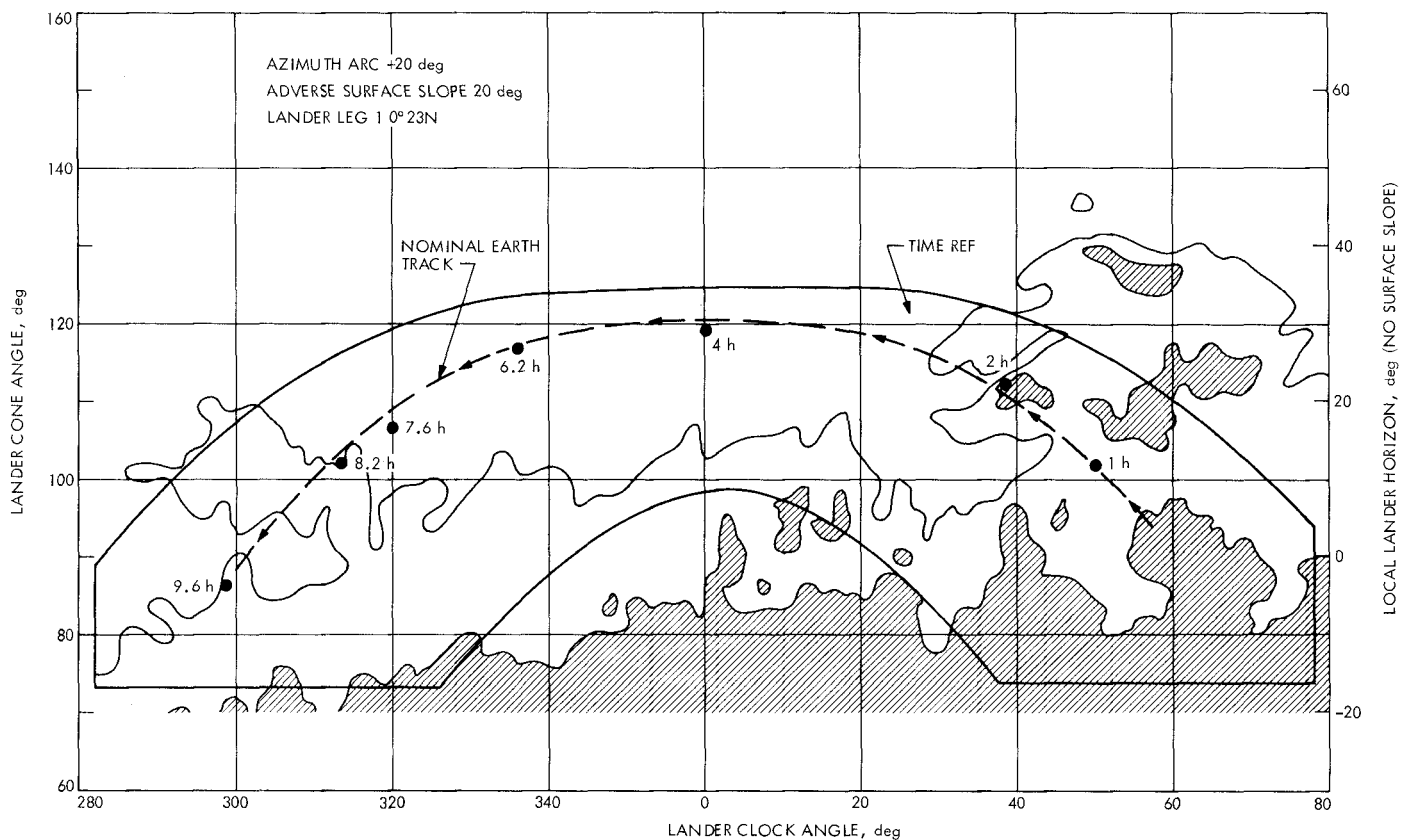 160
140
120
100
80
60
LANDER CONE ANGLE, deg
AZIMUTH ARC +20 deg
ADVERSE SURFACE SLOPE 20 deg
LANDER LEG 1 0° 23N
NOMINAL EARTH
TRACK
TIME REF
9.6 h
8.2 h
7.6 h
6.2 h
4 h
2 h
1 h
60
40
20
0
-20
LOCAL LANDER HORIZON, deg (NO SURFACE SLOPE)
280
300
320
340
0
20
40
60
80
LANDER CLOCK ANGLE, deg